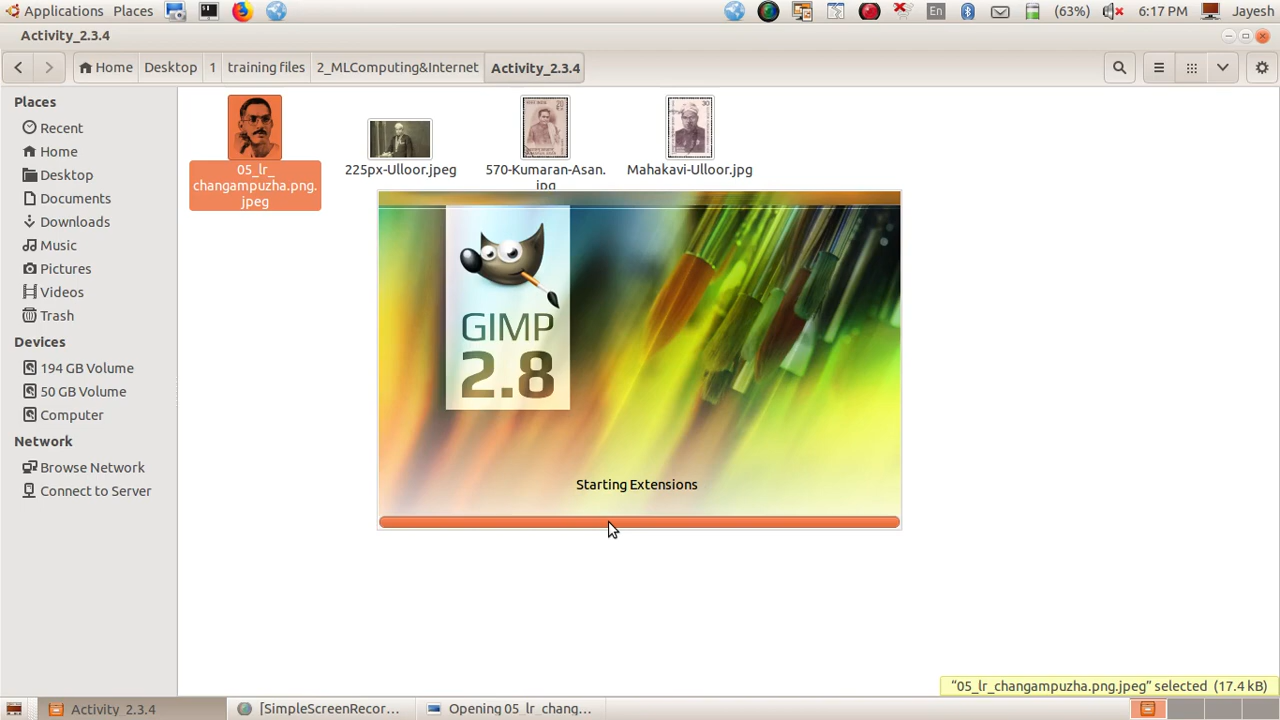 Applications Places En (63%) 6:17 PM Jayesh
Activity_2.3.4
Home Desktop 1 training files 2_MLComputing&Internet Activity_2.3.4
Places
Recent
Home
Desktop
Documents
Downloads
Music
Pictures
Videos
Trash
Devices
194 GB Volume
50 GB Volume
Computer
Network
Browse Network
Connect to Server
05_lr_
changampuzha.png.
jpeg
225px-Ulloor.jpeg
570-Kumaran-Asan.
jpg
Mahakavi-Ulloor.jpg
GIMP
2.8
Starting Extensions
"05_lr_changampuzha.png.jpeg" selected (17.4 kB)
Activity_2.3.4 [SimpleScreenRecor... Opening 05_lr_chang...